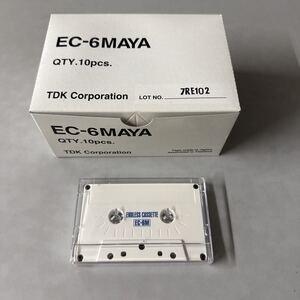 EC-6MAYA
QTY.10pcs.
TDK Corporation LOT NO. 7RE102
EC-6MAYA
QTY.10pcs.
TDK Corporation
ENDLESS CASSETTE
EC-6M